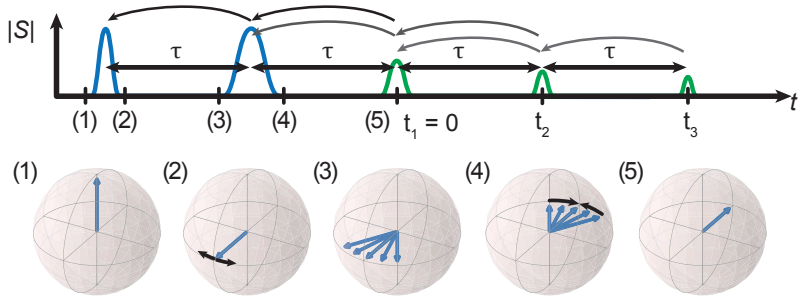 |S|
τ τ τ τ
t
(1) (2) (3) (4) (5) t₁ = 0 t₂ t₃
(1) (2) (3) (4) (5)